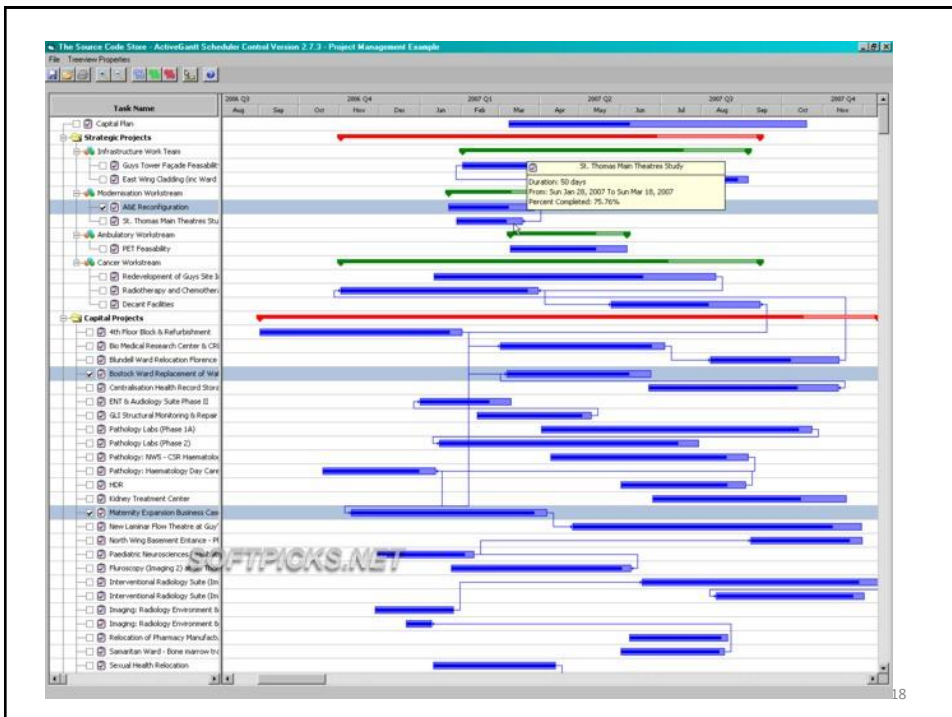 The Source Code Store - ActiveGantt Scheduler Control Version 2.7.3 - Project Management Example
File Treeview Properties
2006 Q3 2006 Q4 2007 Q1 2007 Q2 2007 Q3 2007 Q4
Task Name
Aug Sep Oct Nov Dec Jan Feb Mar Apr May Jun Jul Aug Sep Oct Nov
Capital Plan
Strategic Projects
Infrastructure Work Team
Guys Tower Façade Feasabilit
East Wing Cladding (inc Ward
Modernisation Workstream
A&E Reconfiguration
St. Thomas Main Theatres Stu
Ambulatory Workstream
PET Feasability
Cancer Workstream
Redevelopment of Guys Site
Radiotherapy and Chemother
Decant Facilities
St. Thomas Main Theatres Study
Duration: 50 days
From: Sun Jan 28, 2007 To Sun Mar 18, 2007
Percent Completed: 75.76%
Capital Projects
4th Floor Block & Refurbishment
Bio Medical Research Center & CRI
Blundell Ward Relocation Florence
Bostock Ward Replacement of Wat
Centralisation Health Record Stora
ENT & Audiology Suite Phase II
GLI Structural Monitoring & Repair
Pathology Labs (Phase 1A)
Pathology Labs (Phase 2)
Pathology: NWS - CSR Haematolo
Pathology: Haematology Day Care
HDR
Kidney Treatment Center
Maternity Expansion Business Cas
New Laminar Flow Theatre at Guy'
North Wing Basement Entance - Pl
Paediatric Neurosciences
Fluroscopy (Imaging 2) at
SOFTPICKS.NET
Interventional Radiology Suite (Im
Interventional Radiology Suite (Im
Imaging: Radiology Environment &
Imaging: Radiology Environment &
Relocation of Pharmacy Manufactu
Samaritan Ward - Bone marrow tra
Sexual Health Relocation
18